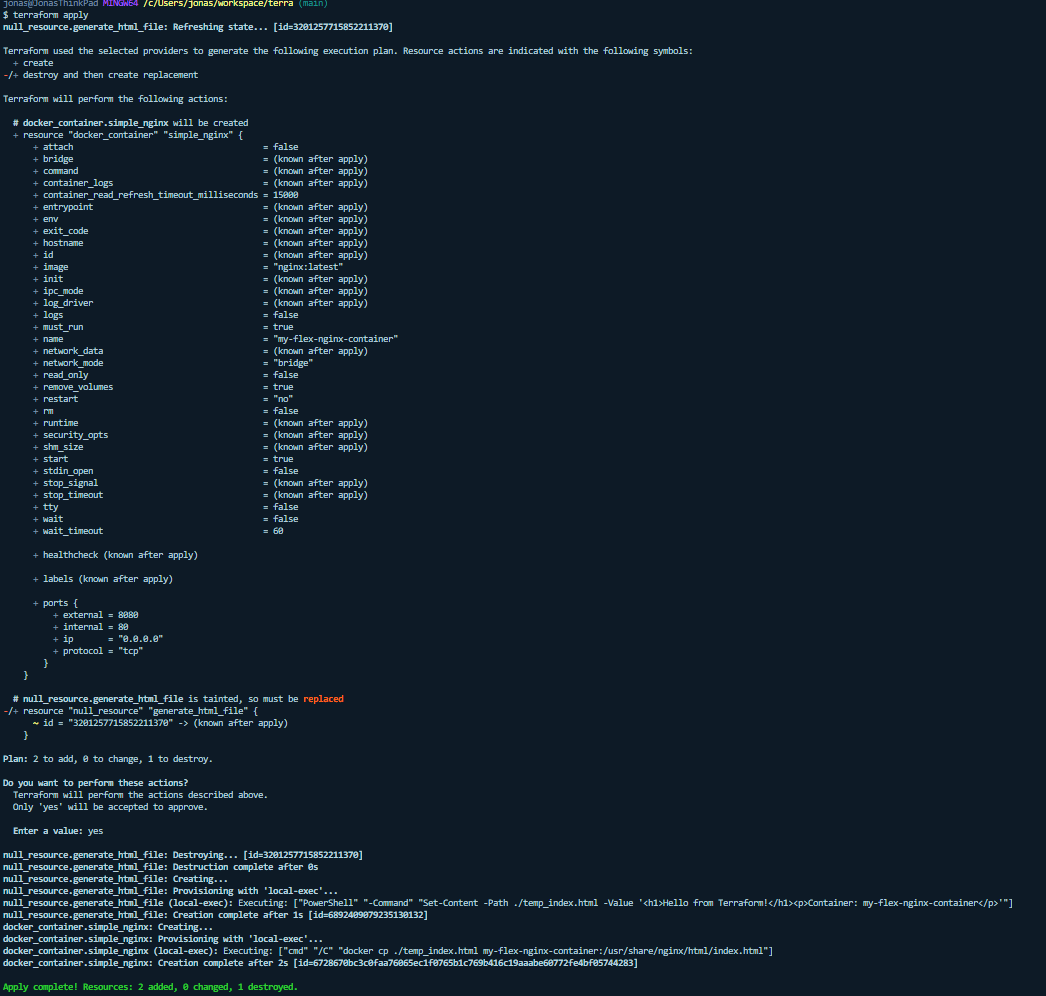 jonas@JonasThinkPad MINGW64 /c/Users/jonas/workspace/terra (main)
$ terraform apply
null_resource.generate_html_file: Refreshing state... [id=3201257715852211370]
Terraform used the selected providers to generate the following execution plan. Resource actions are indicated with the following symbols:
  + create
-/+ destroy and then create replacement
Terraform will perform the following actions:
  # docker_container.simple_nginx will be created
  + resource "docker_container" "simple_nginx" {
      + attach                                      = false
      + bridge                                      = (known after apply)
      + command                                     = (known after apply)
      + container_logs                              = (known after apply)
      + container_read_refresh_timeout_milliseconds = 15000
      + entrypoint                                  = (known after apply)
      + env                                         = (known after apply)
      + exit_code                                   = (known after apply)
      + hostname                                    = (known after apply)
      + id                                          = (known after apply)
      + image                                       = "nginx:latest"
      + init                                        = (known after apply)
      + ipc_mode                                    = (known after apply)
      + log_driver                                  = (known after apply)
      + logs                                        = false
      + must_run                                    = true
      + name                                        = "my-flex-nginx-container"
      + network_data                                = (known after apply)
      + network_mode                                = "bridge"
      + read_only                                   = false
      + remove_volumes                              = true
      + restart                                     = "no"
      + rm                                          = false
      + runtime                                     = (known after apply)
      + security_opts                               = (known after apply)
      + shm_size                                    = (known after apply)
      + start                                       = true
      + stdin_open                                  = false
      + stop_signal                                 = (known after apply)
      + stop_timeout                                = (known after apply)
      + tty                                         = false
      + wait                                        = false
      + wait_timeout                                = 60
      + healthcheck (known after apply)
      + labels (known after apply)
      + ports {
          + external = 8080
          + internal = 80
          + ip       = "0.0.0.0"
          + protocol = "tcp"
        }
    }
  # null_resource.generate_html_file is tainted, so must be replaced
-/+ resource "null_resource" "generate_html_file" {
      ~ id = "3201257715852211370" -> (known after apply)
    }
Plan: 2 to add, 0 to change, 1 to destroy.
Do you want to perform these actions?
  Terraform will perform the actions described above.
  Only 'yes' will be accepted to approve.
  Enter a value: yes
null_resource.generate_html_file: Destroying... [id=3201257715852211370]
null_resource.generate_html_file: Destruction complete after 0s
null_resource.generate_html_file: Creating...
null_resource.generate_html_file: Provisioning with 'local-exec'...
null_resource.generate_html_file (local-exec): Executing: ["PowerShell" "-Command" "Set-Content -Path ./temp_index.html -Value '<h1>Hello from Terraform!</h1><p>Container: my-flex-nginx-container</p>'"]
null_resource.generate_html_file: Creation complete after 1s [id=6892409079235130132]
docker_container.simple_nginx: Creating...
docker_container.simple_nginx: Provisioning with 'local-exec'...
docker_container.simple_nginx (local-exec): Executing: ["cmd" "/C" "docker cp ./temp_index.html my-flex-nginx-container:/usr/share/nginx/html/index.html"]
docker_container.simple_nginx: Creation complete after 2s [id=6728670bc3c0faa76065ec1f0765b1c769b416c19aaabe60772fe4bf05744283]
Apply complete! Resources: 2 added, 0 changed, 1 destroyed.